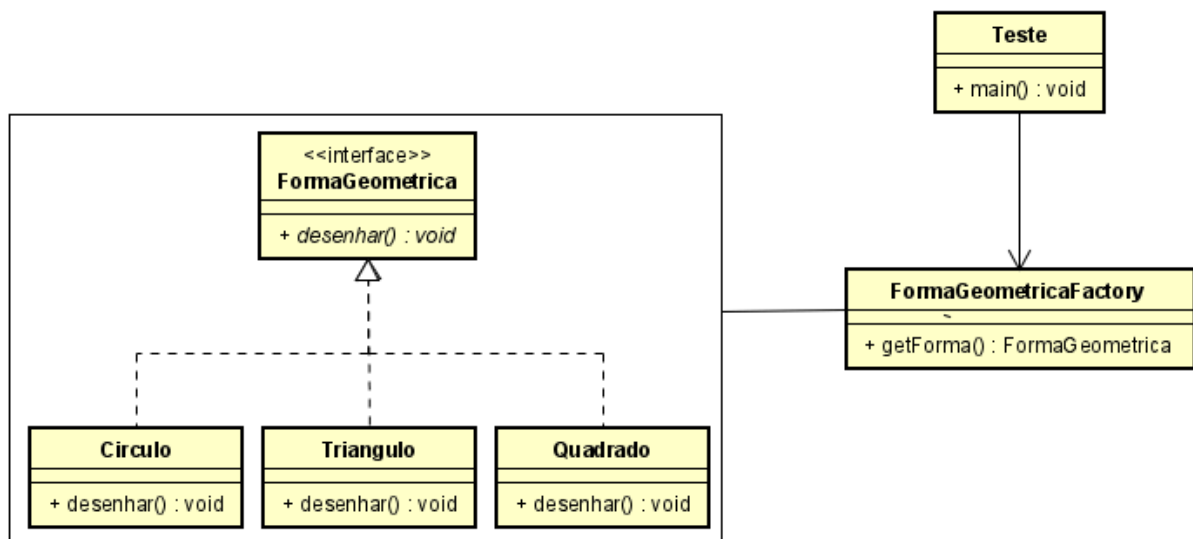 Teste
+ main() : void
<<interface>>
FormaGeometrica
+ desenhar() : void
FormaGeometricaFactory
+ getForma() : FormaGeometrica
Circulo
+ desenhar() : void
Triangulo
+ desenhar() : void
Quadrado
+ desenhar() : void